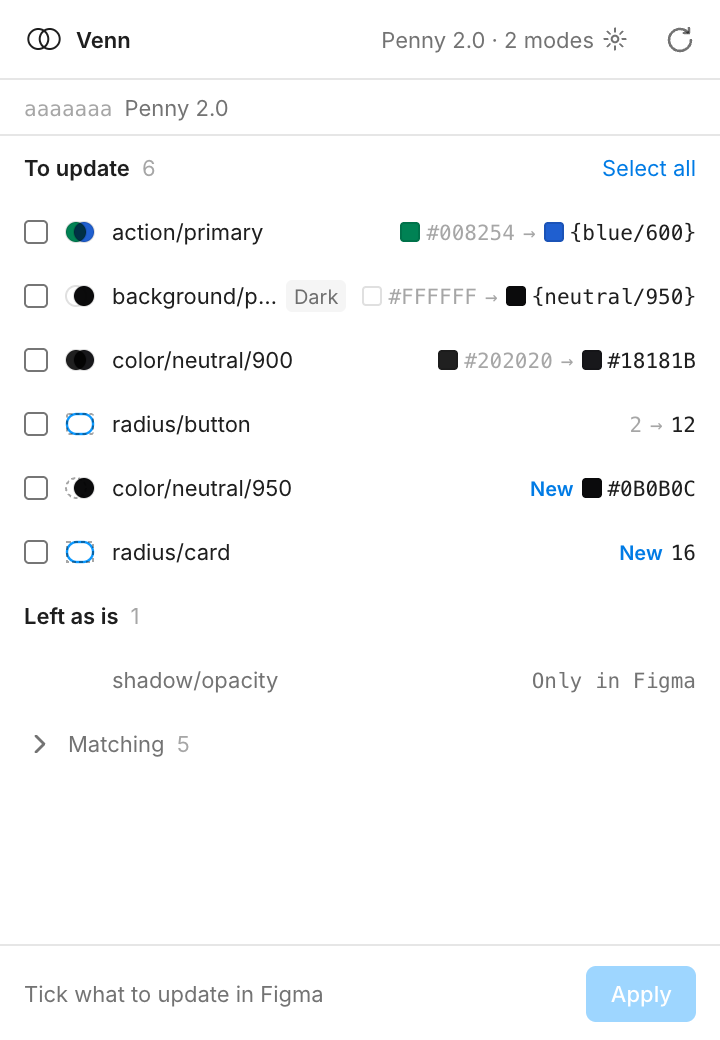 Venn Penny 2.0 · 2 modes
aaaaaaa Penny 2.0
To update 6 Select all
action/primary #008254 → {blue/600}
background/p... Dark #FFFFFF → {neutral/950}
color/neutral/900 #202020 → #18181B
radius/button 2 → 12
color/neutral/950 New #0B0B0C
radius/card New 16
Left as is 1
shadow/opacity Only in Figma
Matching 5
Tick what to update in Figma Apply